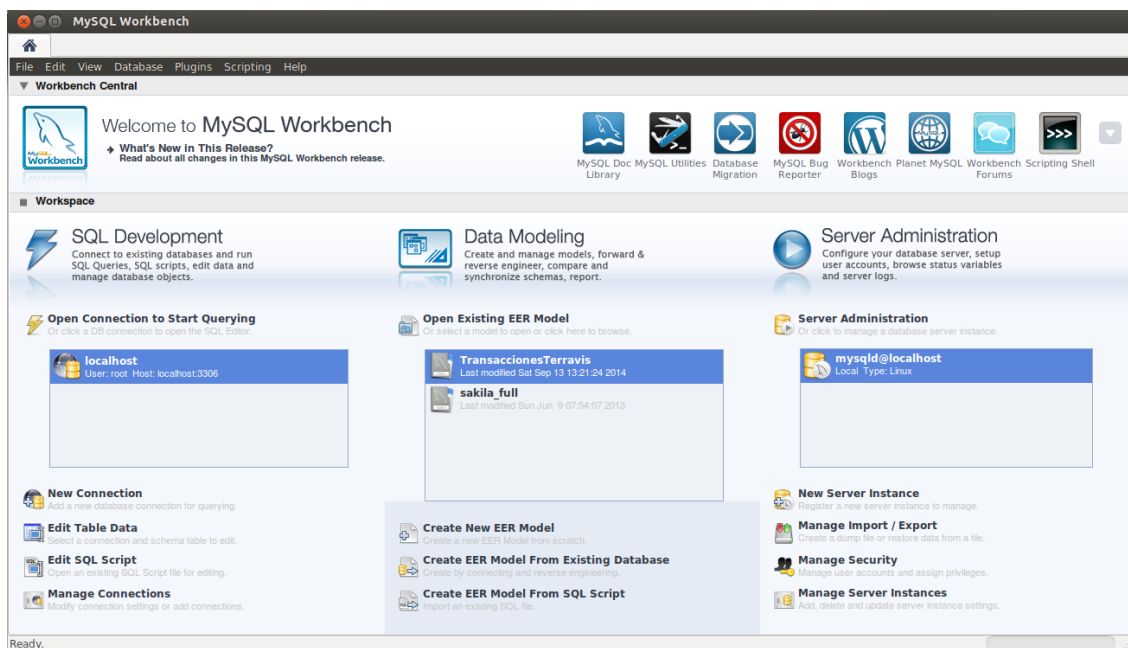 MySQL Workbench
File Edit View Database Plugins Scripting Help
Workbench Central
MySQL
Workbench
Welcome to MySQL Workbench
What's New in This Release?
Read about all changes in this MySQL Workbench release.
MySQL Doc
Library
MySQL Utilities
Database
Migration
MySQL Bug
Reporter
Workbench
Blogs
Planet MySQL
Workbench
Forums
>>>
Scripting Shell
Workspace
SQL Development
Connect to existing databases and run
SQL Queries, SQL scripts, edit data and
manage database objects.
Open Connection to Start Querying
Or click a DB connection to open the SQL Editor.
localhost
User: root Host: localhost:3306
New Connection
Add a new database connection for querying.
Edit Table Data
Select a connection and schema table to edit.
Edit SQL Script
Open an existing SQL Script file for editing.
Manage Connections
Modify connection settings or add connections.
Data Modeling
Create and manage models, forward &
reverse engineer, compare and
synchronize schemas, report.
Open Existing EER Model
Or select a model to open or click here to browse.
TransaccionesTerravis
Last modified Sat Sep 13 13:21:24 2014
sakila_full
Last modified Sun Jun 9 07:54:07 2013
Create New EER Model
Create a new EER Model from scratch.
Create EER Model From Existing Database
Create by connecting and reverse engineering.
Create EER Model From SQL Script
Import an existing SQL file.
Server Administration
Configure your database server, setup
user accounts, browse status variables
and server logs.
Server Administration
Or click to manage a database server instance.
mysqld@localhost
Local Type: Linux
New Server Instance
Register a new server instance to manage.
Manage Import / Export
Create a dump file or restore data from a file.
Manage Security
Manage user accounts and assign privileges.
Manage Server Instances
Add, delete and update server instance settings.
Ready.